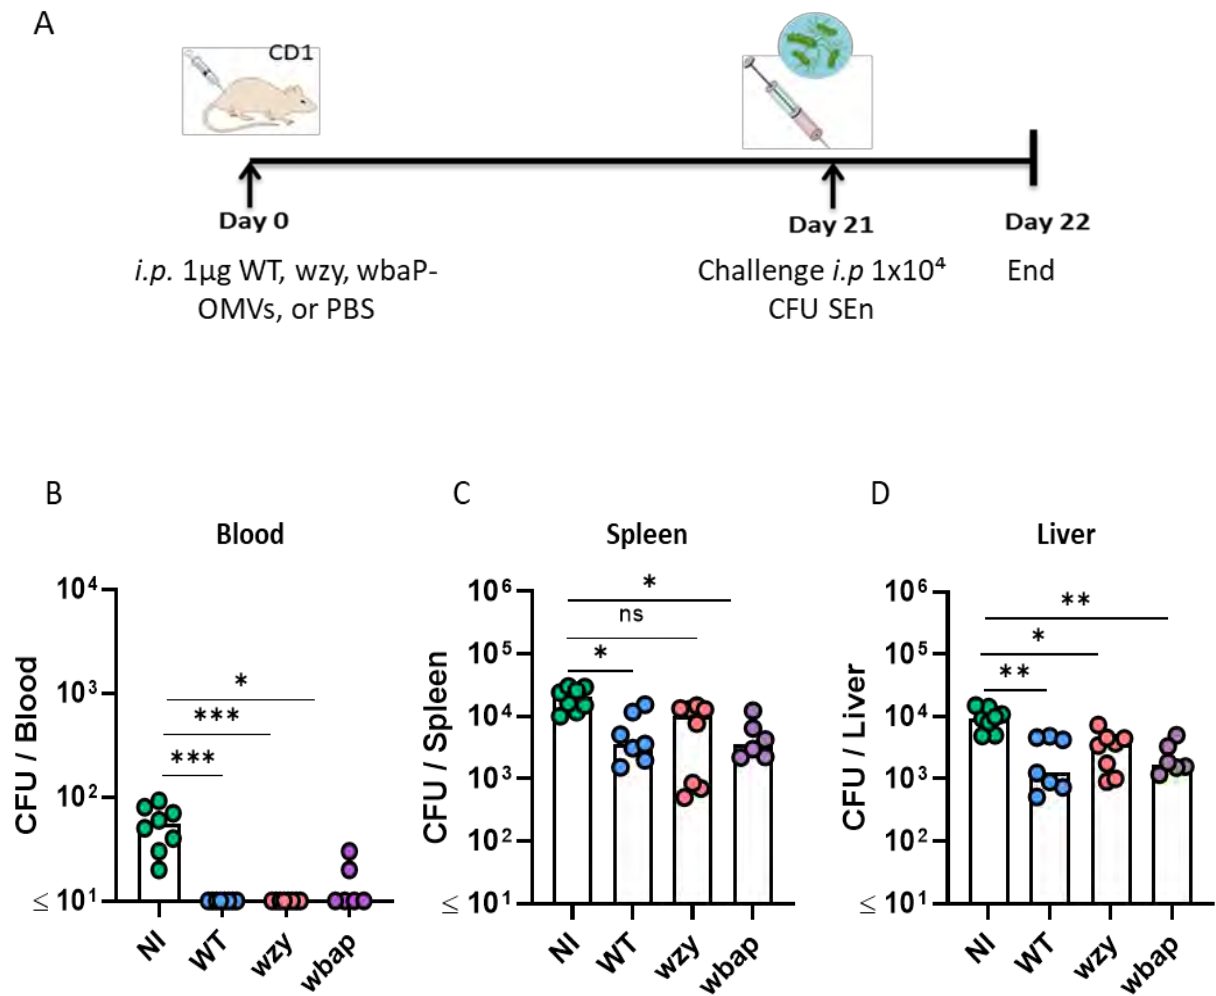 A
CD1
Day 0
Day 21
Day 22
i.p. 1µg WT, wzy, wbaP-
OMVs, or PBS
Challenge i.p 1x10⁴
CFU SEn
End
B
Blood
CFU / Blood
10⁴
10³
10²
≤ 10¹
*
***
***
NI
WT
wzy
wbap
C
Spleen
CFU / Spleen
10⁶
10⁵
10⁴
10³
10²
≤ 10¹
*
ns
*
NI
WT
wzy
wbap
D
Liver
CFU / Liver
10⁶
10⁵
10⁴
10³
10²
≤ 10¹
**
*
**
NI
WT
wzy
wbap